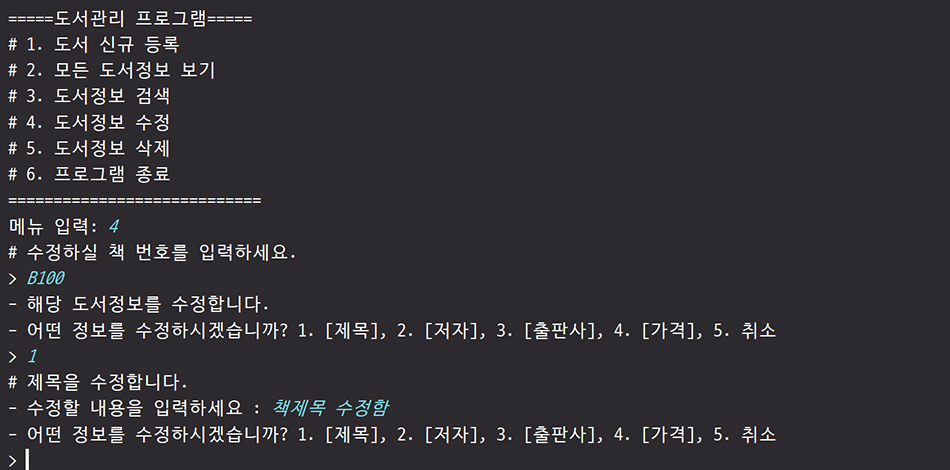 =====도서관리 프로그램=====
# 1. 도서 신규 등록
# 2. 모든 도서정보 보기
# 3. 도서정보 검색
# 4. 도서정보 수정
# 5. 도서정보 삭제
# 6. 프로그램 종료
============================
메뉴 입력: 4
# 수정하실 책 번호를 입력하세요.
> B100
- 해당 도서정보를 수정합니다.
- 어떤 정보를 수정하시겠습니까? 1. [제목], 2. [저자], 3. [출판사], 4. [가격], 5. 취소
> 1
# 제목을 수정합니다.
- 수정할 내용을 입력하세요 : 책제목 수정함
- 어떤 정보를 수정하시겠습니까? 1. [제목], 2. [저자], 3. [출판사], 4. [가격], 5. 취소
>